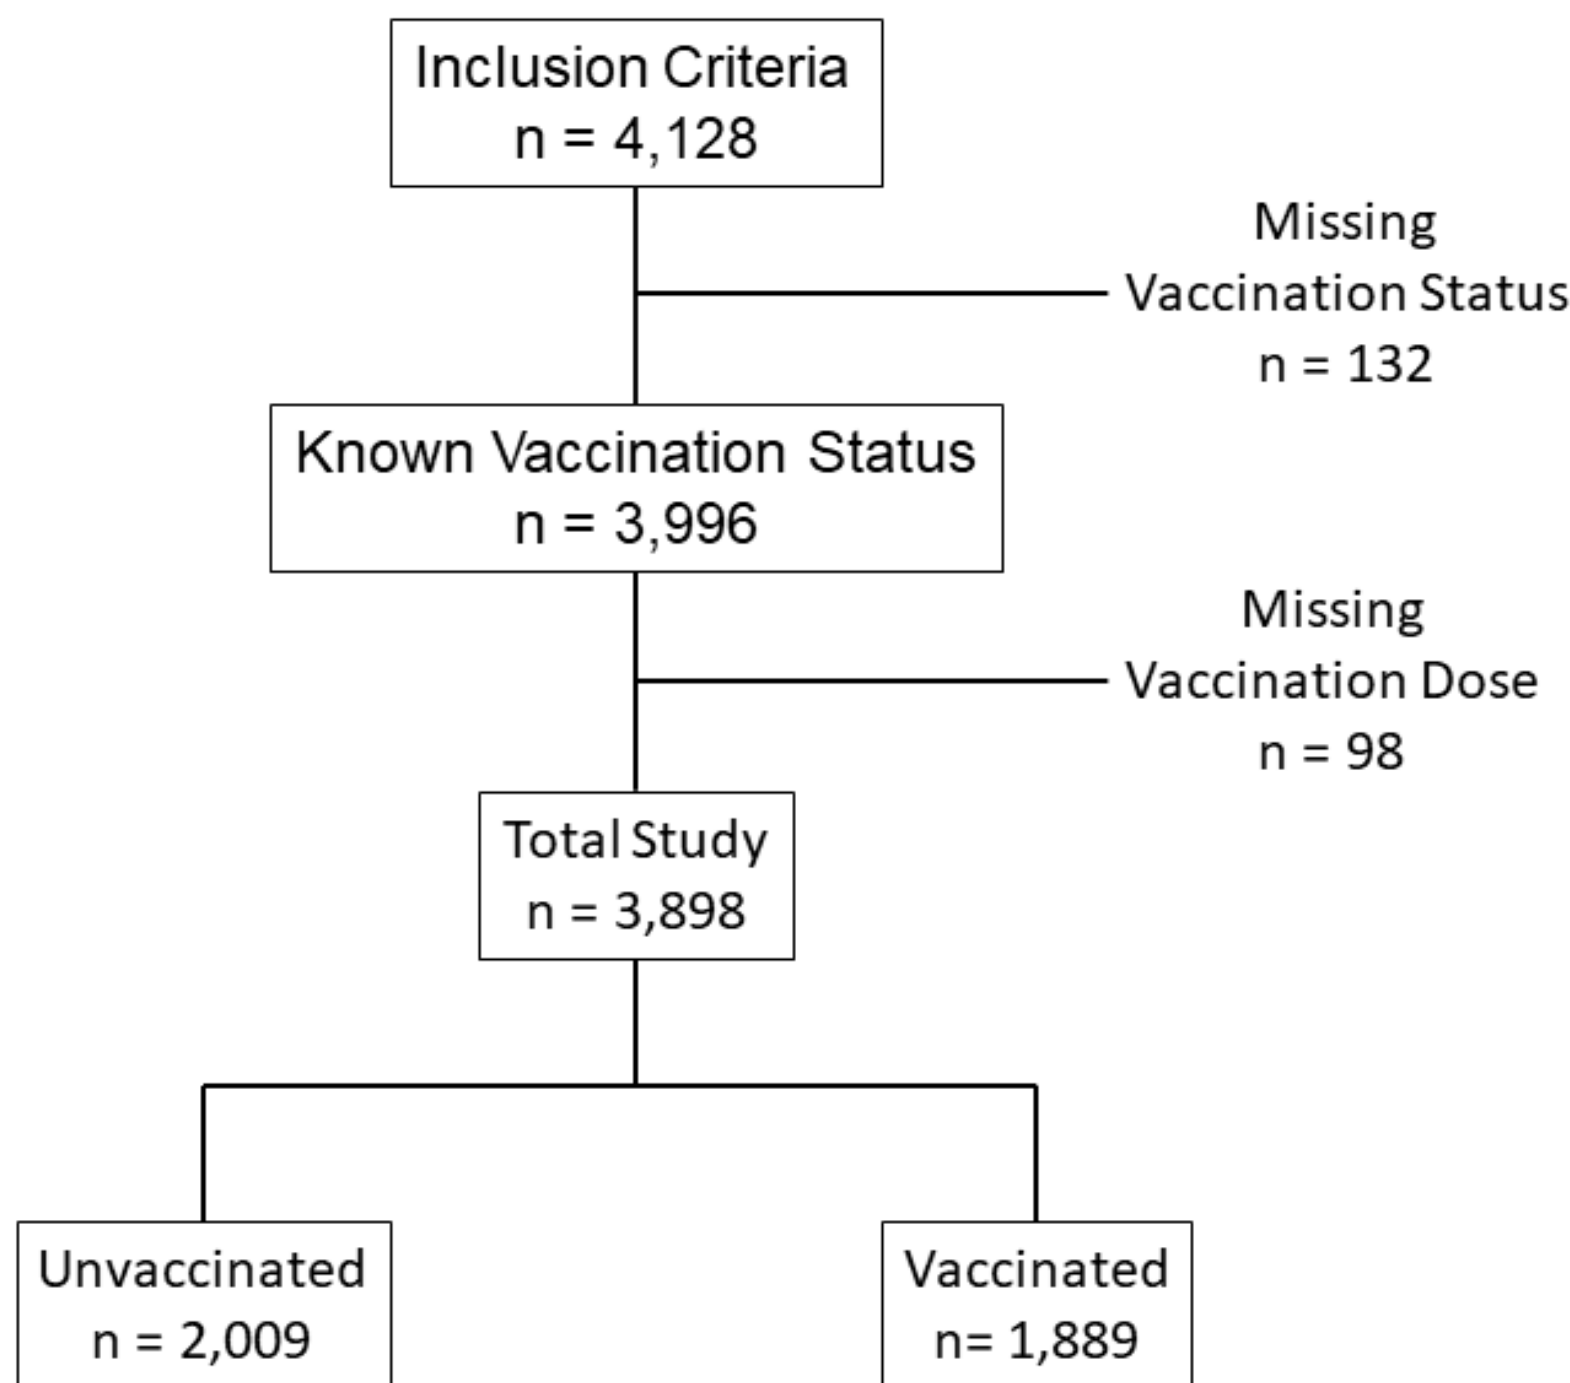 Inclusion Criteria
n = 4,128
Missing
Vaccination Status
n = 132
Known Vaccination Status
n = 3,996
Missing
Vaccination Dose
n = 98
Total Study
n = 3,898
Unvaccinated
n = 2,009
Vaccinated
n= 1,889